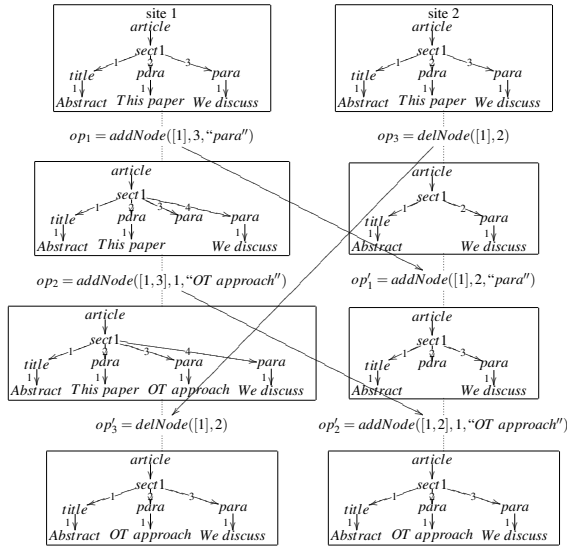 site 1
article
sect1
1 2 3
title para para
1 1 1
Abstract This paper We discuss
op₁ = addNode([1],3,“para”)
article
sect1
1 2 3 4
title para para para
1 1 1
Abstract This paper We discuss
op₂ = addNode([1,3],1,“OT approach”)
article
sect1
1 2 3 4
title para para para
1 1 1 1
Abstract This paper OT approach We discuss
op′₃ = delNode([1],2)
article
sect1
1 2 3
title para para
1 1 1
Abstract OT approach We discuss
site 2
article
sect1
1 2 3
title para para
1 1 1
Abstract This paper We discuss
op₃ = delNode([1],2)
article
sect1
1 2
title para
1 1
Abstract We discuss
op′₁ = addNode([1],2,“para”)
article
sect1
1 2 3
title para para
1 1
Abstract We discuss
op′₂ = addNode([1,2],1,“OT approach”)
article
sect1
1 2 3
title para para
1 1 1
Abstract OT approach We discuss